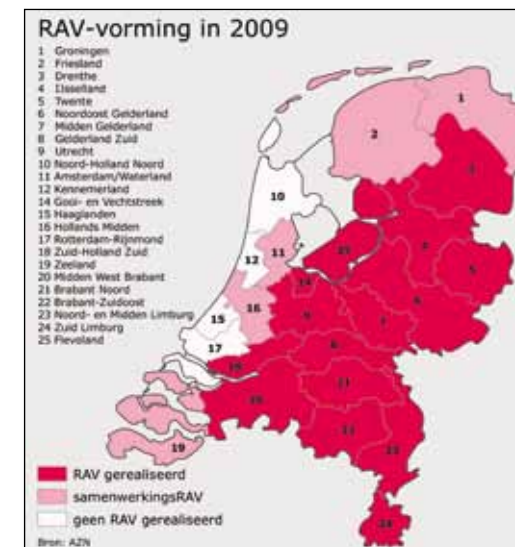 RAV-vorming in 2009
1 Groningen
2 Friesland
3 Drenthe
4 IJsselland
5 Twente
6 Noordoost Gelderland
7 Midden Gelderland
8 Gelderland Zuid
9 Utrecht
10 Noord-Holland Noord
11 Amsterdam/Waterland
12 Kennemerland
14 Gooi- en Vechtstreek
15 Haaglanden
16 Hollands Midden
17 Rotterdam-Rijnmond
18 Zuid-Holland Zuid
19 Zeeland
20 Midden West Brabant
21 Brabant Noord
22 Brabant-Zuidoost
23 Noord- en Midden Limburg
24 Zuid Limburg
25 Flevoland
1
2
3
10
11
12
25
4
5
14
16
9
6
15
7
17
8
18
21
20
22
23
19
24
RAV gerealiseerd
samenwerkingsRAV
geen RAV gerealiseerd
Bron: AZN